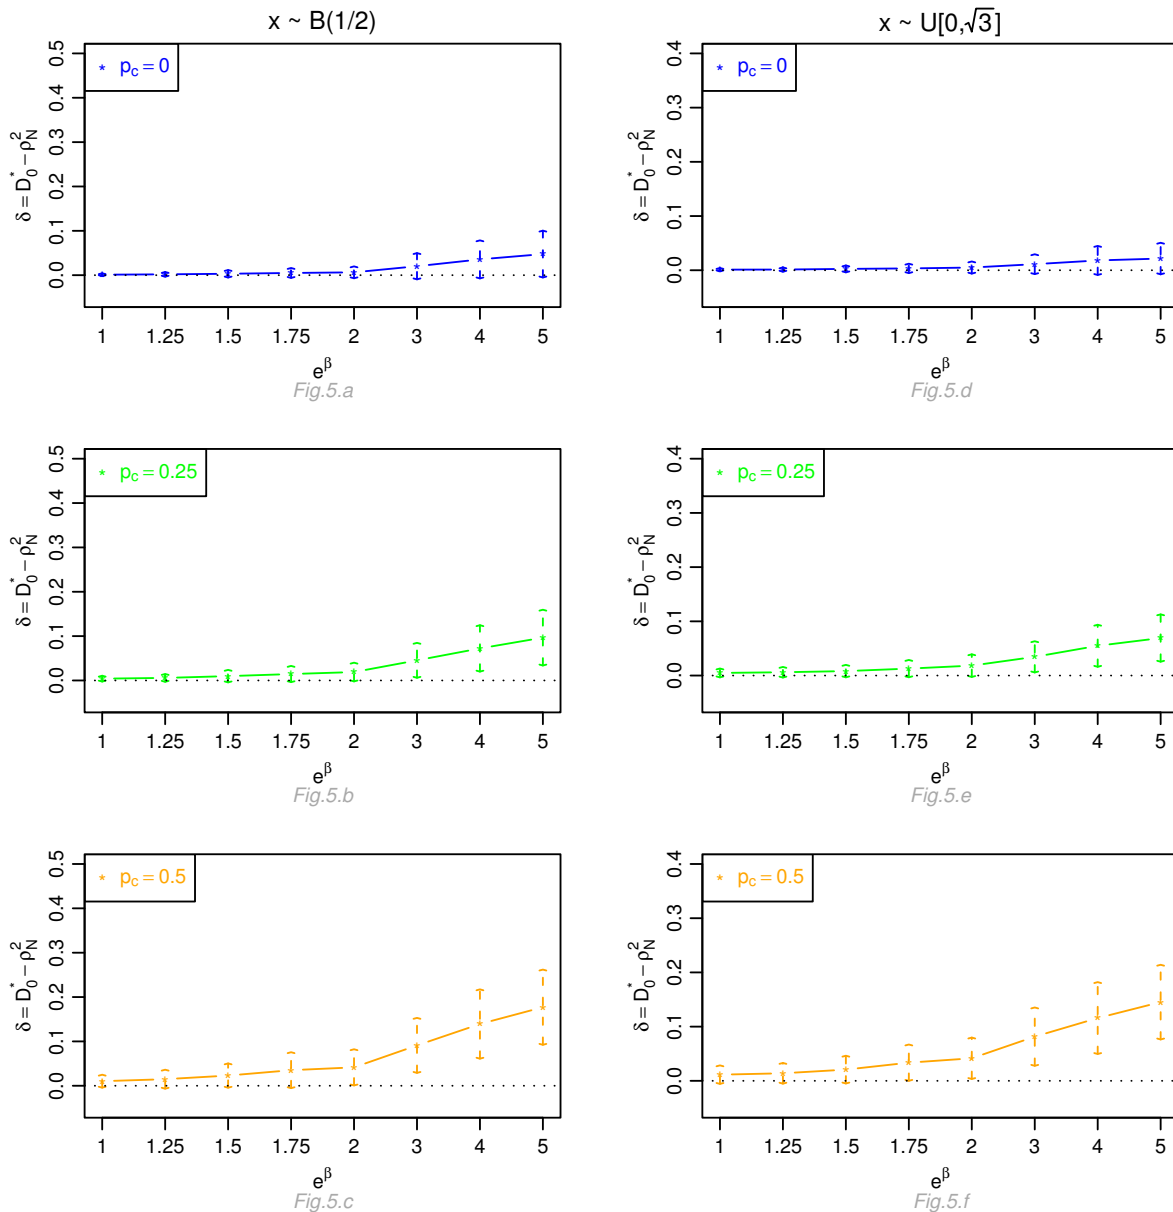 x ~ B(1/2)
x ~ U[0,√3]
* p_c = 0
δ = D_0^* − ρ_N^2
0.0 0.1 0.2 0.3 0.4 0.5
1 1.25 1.5 1.75 2 3 4 5
e^β
Fig.5.a
* p_c = 0
δ = D_0^* − ρ_N^2
0.0 0.1 0.2 0.3 0.4
1 1.25 1.5 1.75 2 3 4 5
e^β
Fig.5.d
* p_c = 0.25
δ = D_0^* − ρ_N^2
0.0 0.1 0.2 0.3 0.4 0.5
1 1.25 1.5 1.75 2 3 4 5
e^β
Fig.5.b
* p_c = 0.25
δ = D_0^* − ρ_N^2
0.0 0.1 0.2 0.3 0.4
1 1.25 1.5 1.75 2 3 4 5
e^β
Fig.5.e
* p_c = 0.5
δ = D_0^* − ρ_N^2
0.0 0.1 0.2 0.3 0.4 0.5
1 1.25 1.5 1.75 2 3 4 5
e^β
Fig.5.c
* p_c = 0.5
δ = D_0^* − ρ_N^2
0.0 0.1 0.2 0.3 0.4
1 1.25 1.5 1.75 2 3 4 5
e^β
Fig.5.f